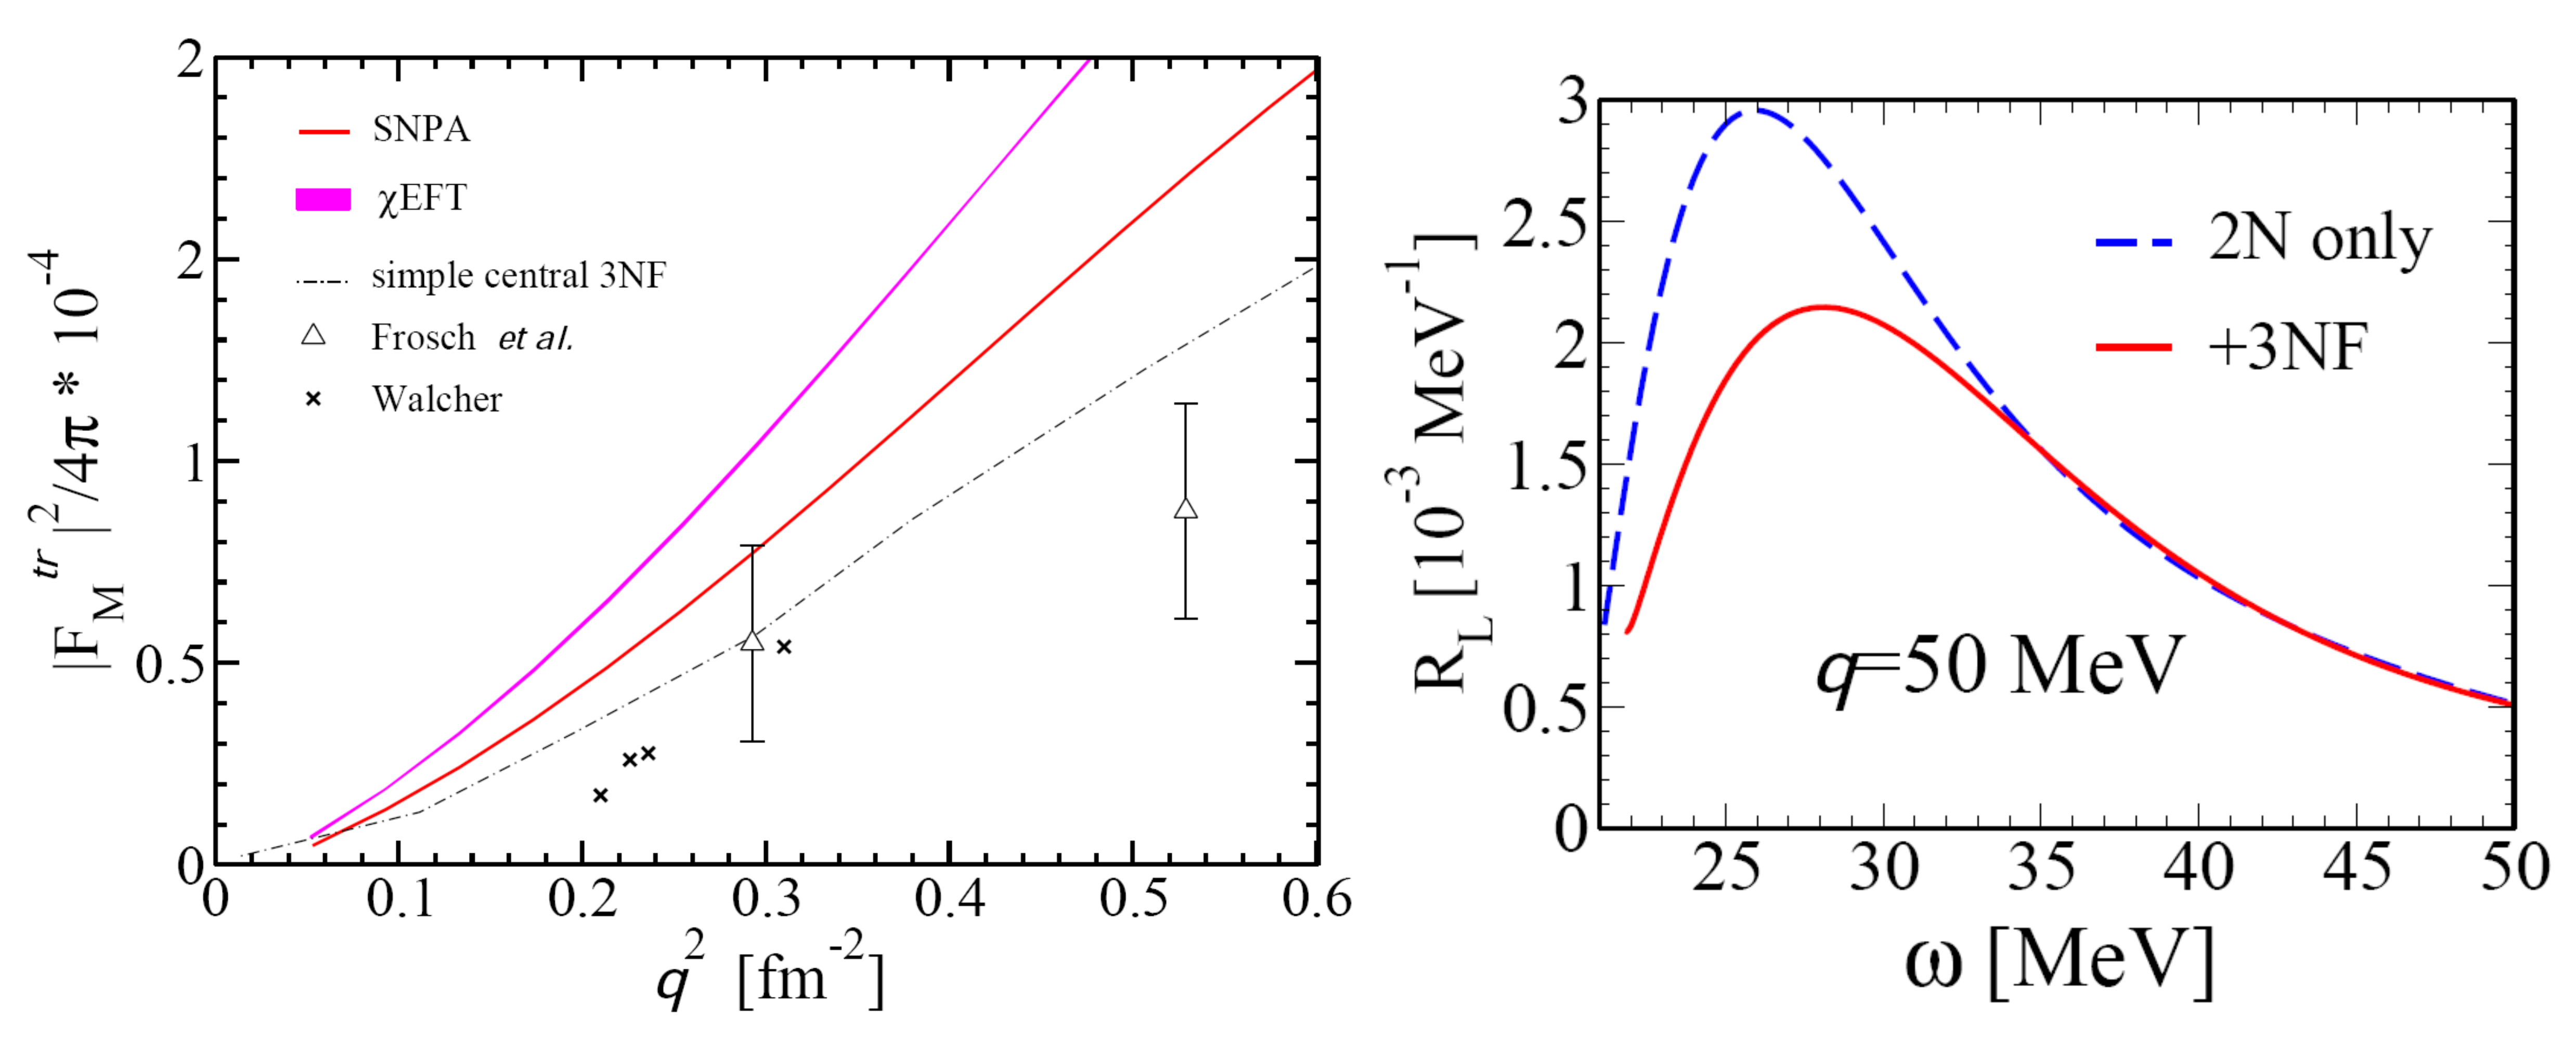 2
2
1
0.5
0
|F_M^tr|^2/4π * 10^-4
SNPA
χEFT
simple central 3NF
Frosch et al.
Walcher
0 0.1 0.2 0.3 0.4 0.5 0.6
q^2 [fm^-2]
3
2.5
2
1.5
1
0.5
0
R_L [10^-3 MeV^-1]
2N only
+3NF
q=50 MeV
25 30 35 40 45 50
ω [MeV]